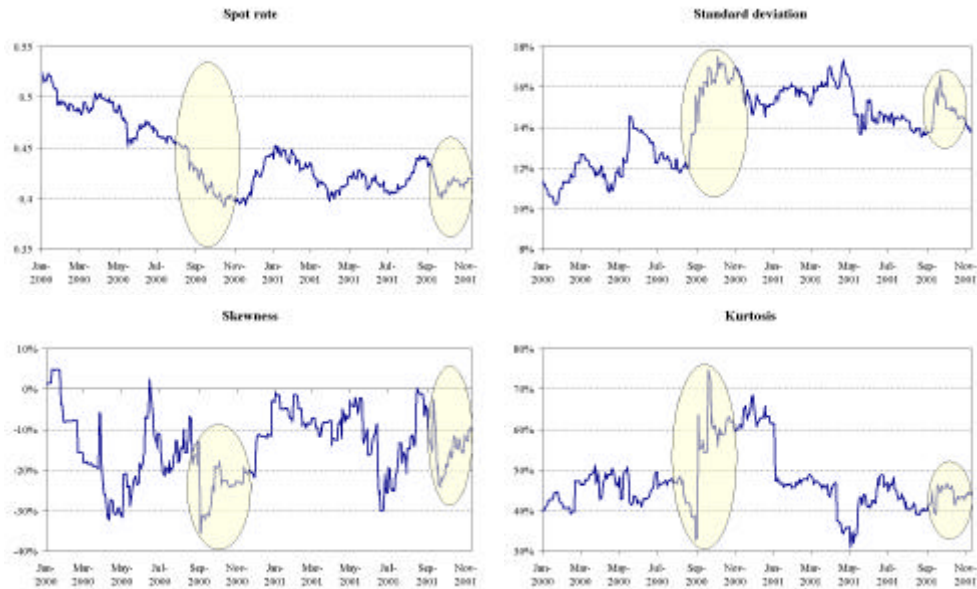 Spot rate
0.55
0.5
0.45
0.4
0.35
Jan-2000 Mar-2000 May-2000 Jul-2000 Sep-2000 Nov-2000 Jan-2001 Mar-2001 May-2001 Jul-2001 Sep-2001 Nov-2001
Standard deviation
18%
16%
14%
12%
10%
8%
Jan-2000 Mar-2000 May-2000 Jul-2000 Sep-2000 Nov-2000 Jan-2001 Mar-2001 May-2001 Jul-2001 Sep-2001 Nov-2001
Skewness
10%
0%
-10%
-20%
-30%
-40%
Jan-2000 Mar-2000 May-2000 Jul-2000 Sep-2000 Nov-2000 Jan-2001 Mar-2001 May-2001 Jul-2001 Sep-2001 Nov-2001
Kurtosis
80%
70%
60%
50%
40%
30%
Jan-2000 Mar-2000 May-2000 Jul-2000 Sep-2000 Nov-2000 Jan-2001 Mar-2001 May-2001 Jul-2001 Sep-2001 Nov-2001